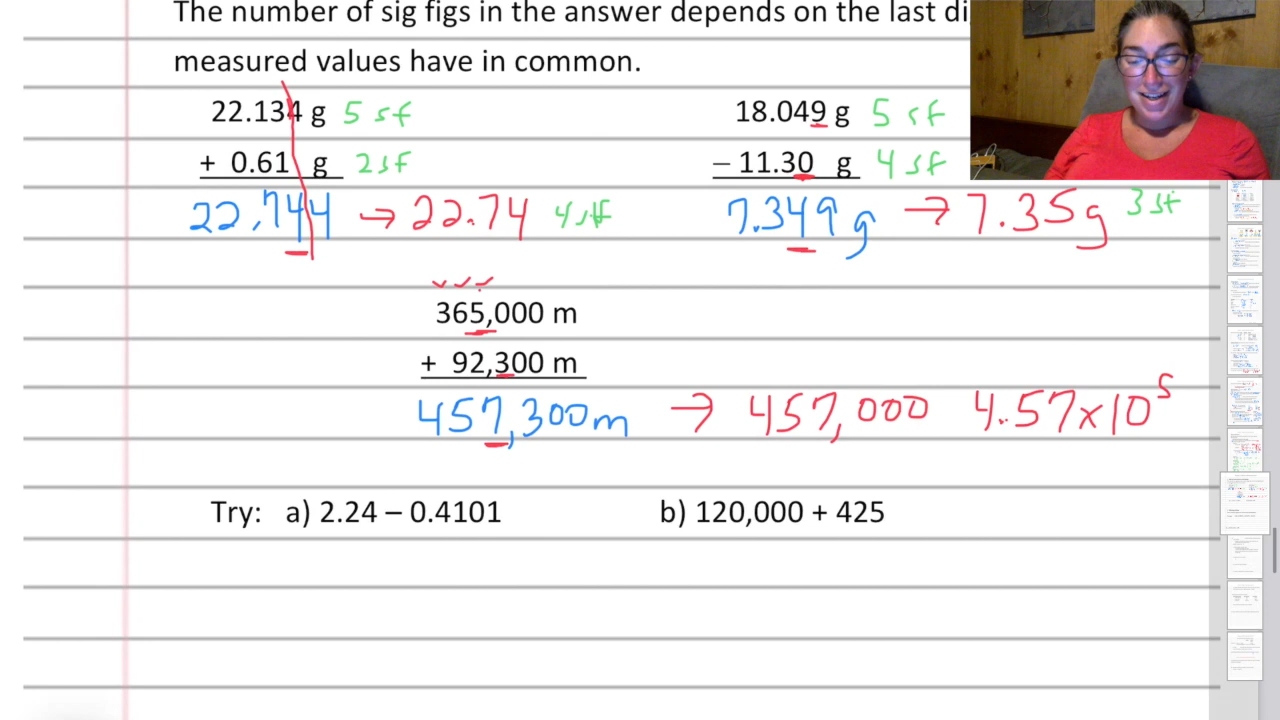 The number of sig figs in the answer depends on the last
measured values have in common.
22.134 g 5 sf
+ 0.61 g 2 sf
22.744 → 22.74 4 sf
18.049 g 5 sf
– 11.30 g 4 sf
7.349 g → 7.35 g 3 sf
365,000 m
+ 92,300 m
457,300 m → 457,000 4.57 x 10⁵
Try: a) 2.24 – 0.4101 b) 120,000 + 425